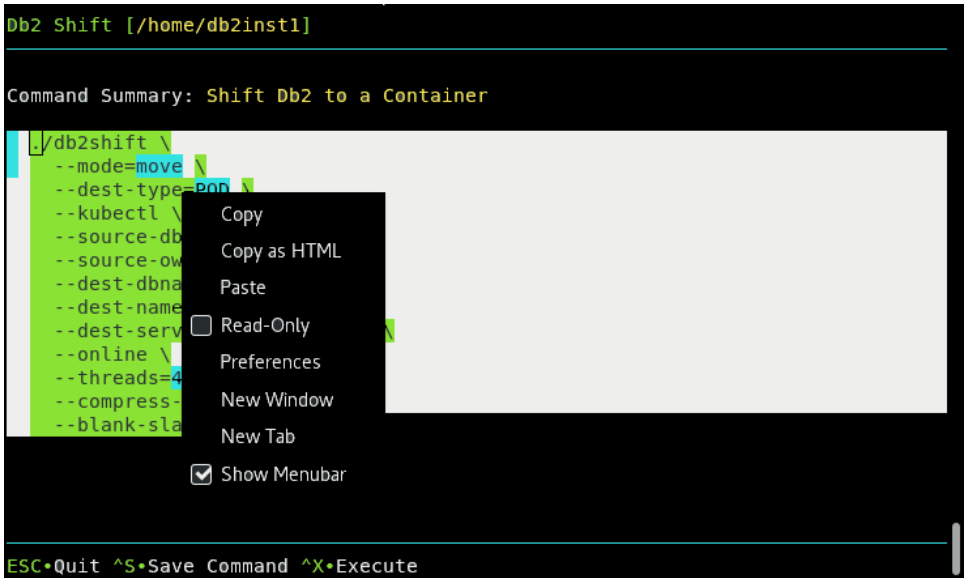 Db2 Shift [/home/db2inst1]
Command Summary: Shift Db2 to a Container
./db2shift \
--mode=move \
--dest-type=POD \
--kubectl \
--source-db
--source-ow
--dest-dbna
--dest-name
--dest-serv \
--online \
--threads=4
--compress-
--blank-sla
Copy
Copy as HTML
Paste
Read-Only
Preferences
New Window
New Tab
Show Menubar
ESC•Quit ^S•Save Command ^X•Execute